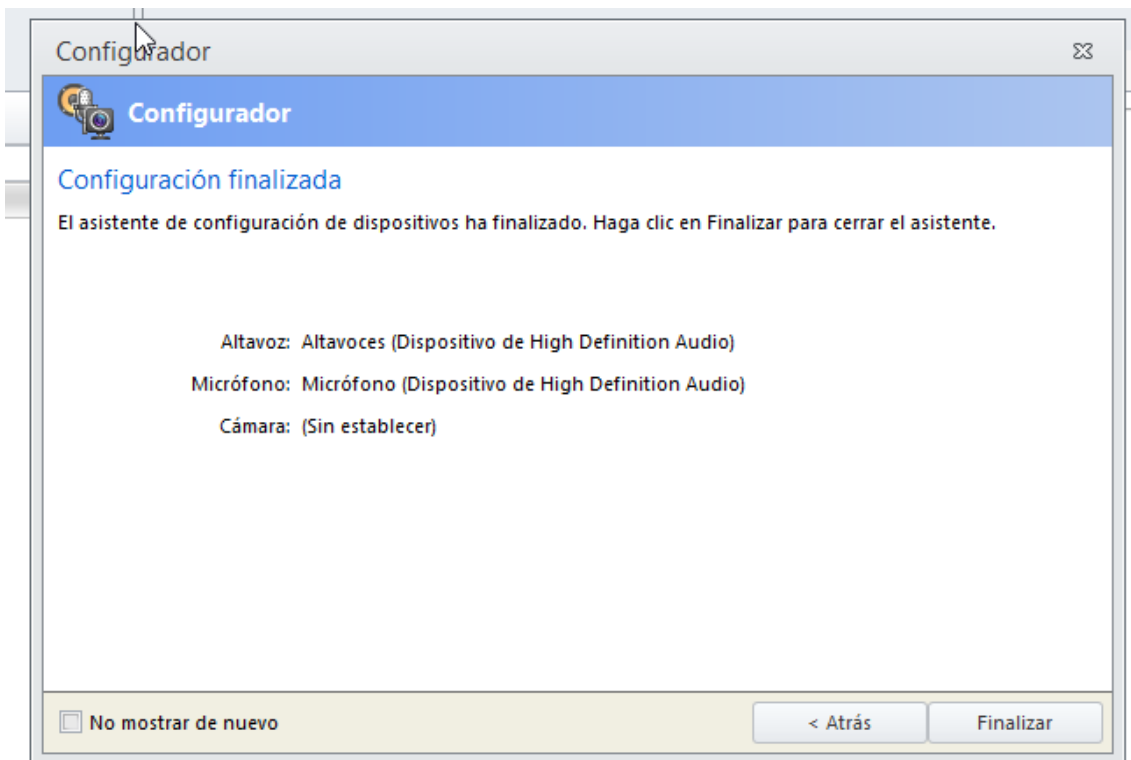 Configurador
Configurador
Configuración finalizada
El asistente de configuración de dispositivos ha finalizado. Haga clic en Finalizar para cerrar el asistente.
Altavoz: Altavoces (Dispositivo de High Definition Audio)
Micrófono: Micrófono (Dispositivo de High Definition Audio)
Cámara: (Sin establecer)
No mostrar de nuevo
< Atrás
Finalizar